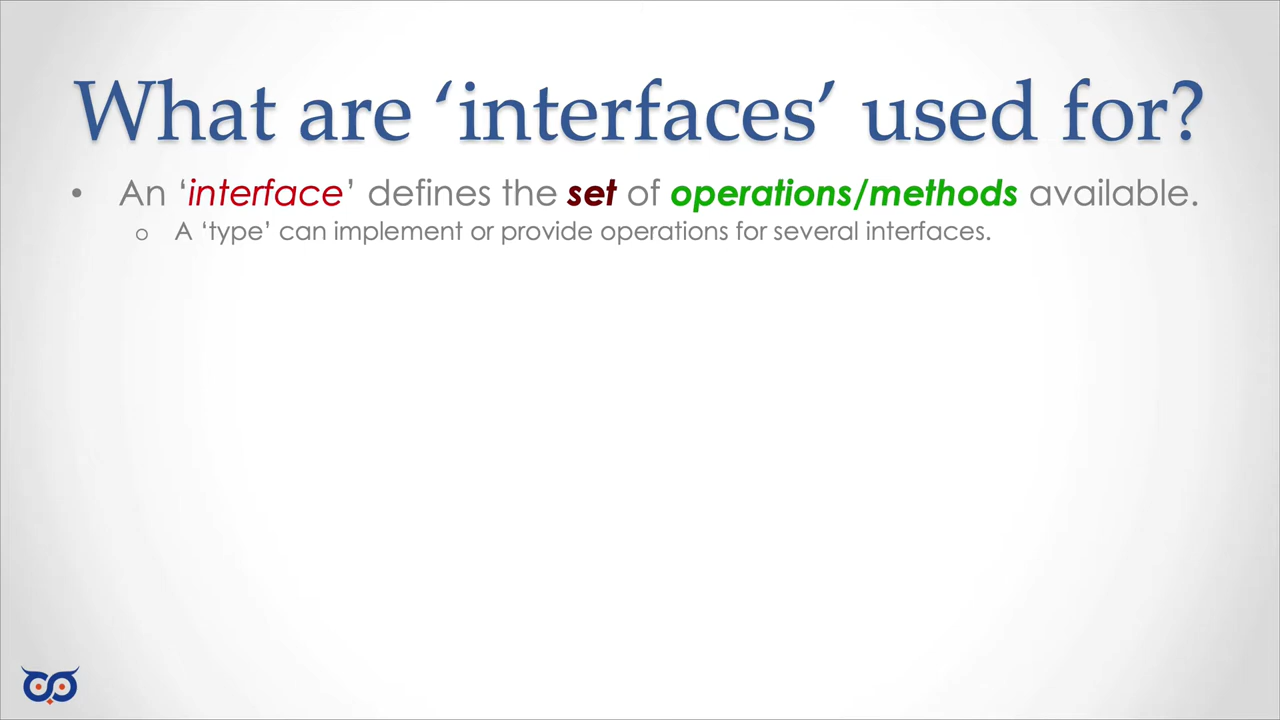 What are ‘interfaces’ used for?
• An ‘interface’ defines the set of operations/methods available.
o A ‘type’ can implement or provide operations for several interfaces.